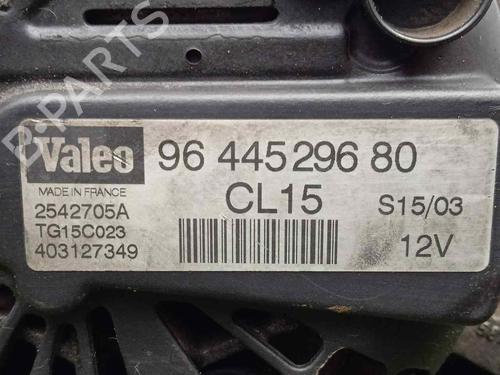 B-PARTS
Valeo 96 445 296 80
MADE IN FRANCE CL15 S15/03
2542705A
TG15C023 12V
403127349